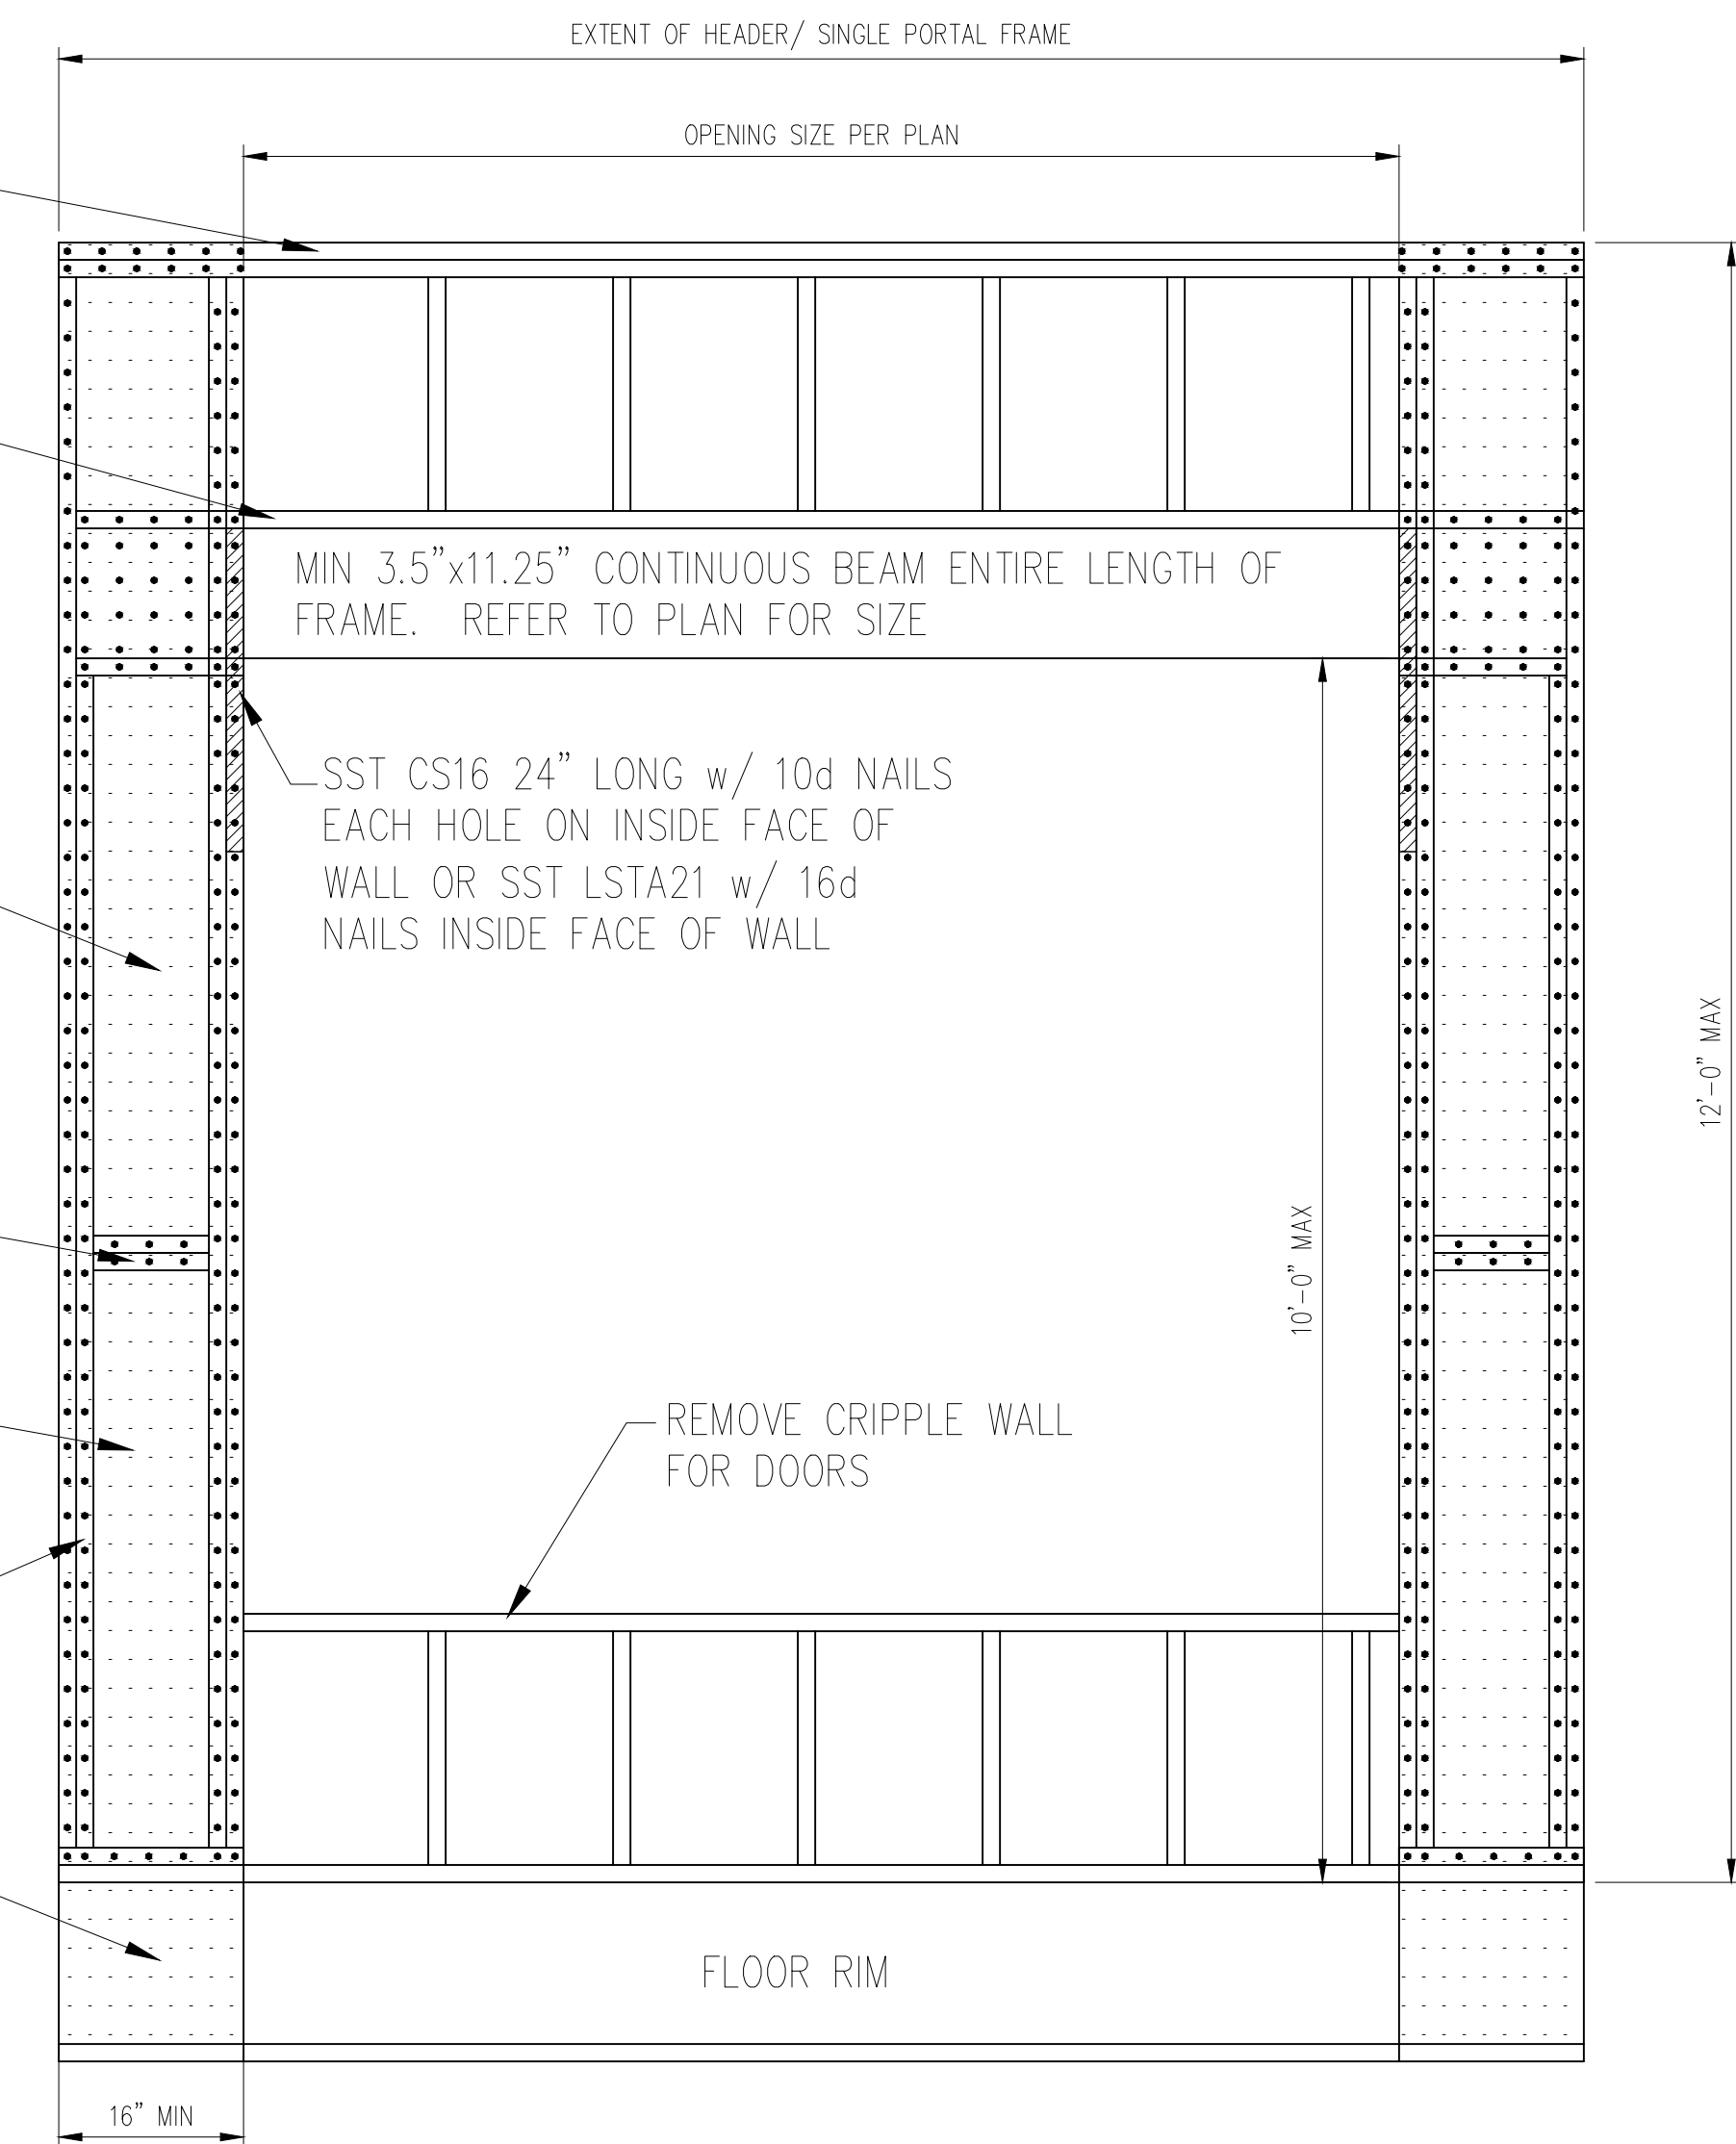 EXTENT OF HEADER/ SINGLE PORTAL FRAME
OPENING SIZE PER PLAN
MIN 3.5”x11.25” CONTINUOUS BEAM ENTIRE LENGTH OF
FRAME. REFER TO PLAN FOR SIZE
SST CS16 24” LONG w/ 10d NAILS
EACH HOLE ON INSIDE FACE OF
WALL OR SST LSTA21 w/ 16d
NAILS INSIDE FACE OF WALL
12’-0” MAX
10’-0” MAX
REMOVE CRIPPLE WALL
FOR DOORS
FLOOR RIM
16” MIN